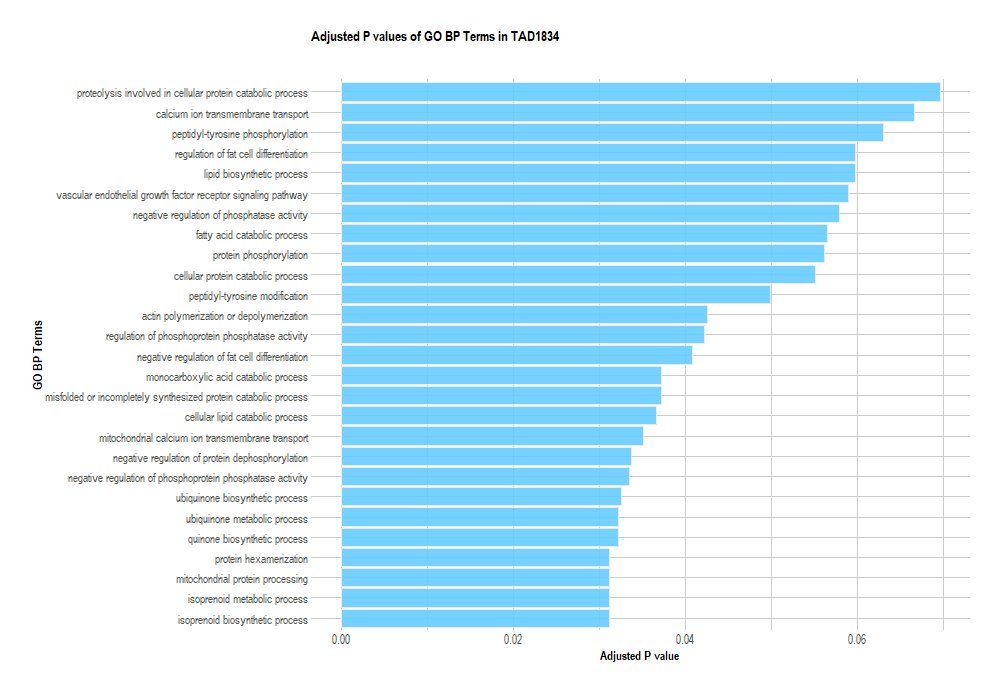 Adjusted P values of GO BP Terms in TAD1834
GO BP Terms
proteolysis involved in cellular protein catabolic process
calcium ion transmembrane transport
peptidyl-tyrosine phosphorylation
regulation of fat cell differentiation
lipid biosynthetic process
vascular endothelial growth factor receptor signaling pathway
negative regulation of phosphatase activity
fatty acid catabolic process
protein phosphorylation
cellular protein catabolic process
peptidyl-tyrosine modification
actin polymerization or depolymerization
regulation of phosphoprotein phosphatase activity
negative regulation of fat cell differentiation
monocarboxylic acid catabolic process
misfolded or incompletely synthesized protein catabolic process
cellular lipid catabolic process
mitochondrial calcium ion transmembrane transport
negative regulation of protein dephosphorylation
negative regulation of phosphoprotein phosphatase activity
ubiquinone biosynthetic process
ubiquinone metabolic process
quinone biosynthetic process
protein hexamerization
mitochondrial protein processing
isoprenoid metabolic process
isoprenoid biosynthetic process
0.00 0.02 0.04 0.06
Adjusted P value